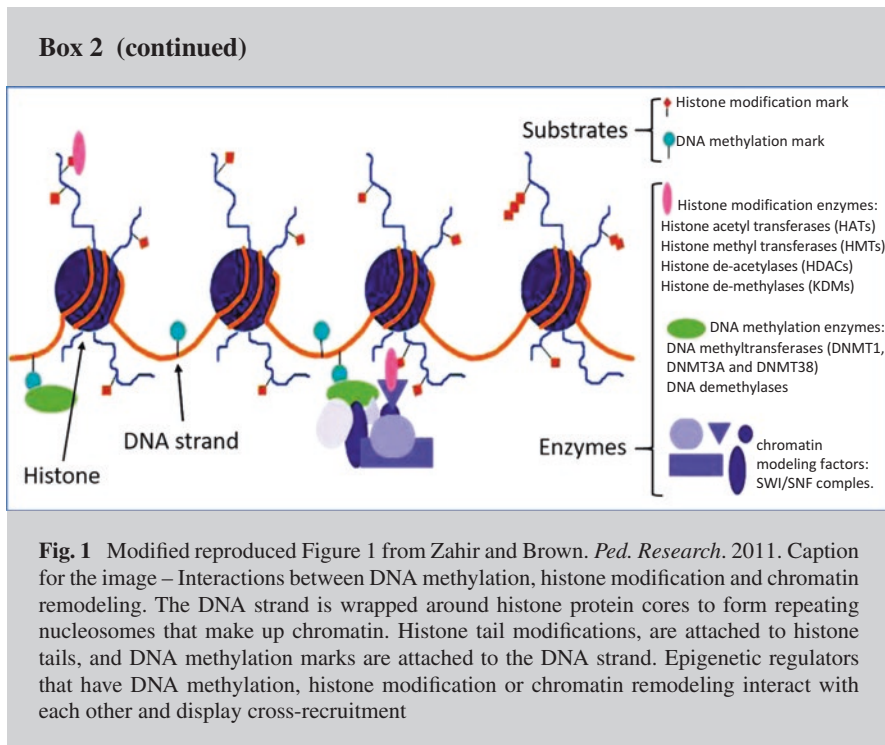 Box 2 (continued)
Substrates
Histone modification mark
DNA methylation mark
Histone modification enzymes:
Histone acetyl transferases (HATs)
Histone methyl transferases (HMTs)
Histone de-acetylases (HDACs)
Histone de-methylases (KDMs)
DNA methylation enzymes:
DNA methyltransferases (DNMT1,
DNMT3A and DNMT38)
DNA demethylases
Enzymes
chromatin
modeling factors:
SWI/SNF comples.
DNA strand
Histone
Fig. 1 Modified reproduced Figure 1 from Zahir and Brown. Ped. Research. 2011. Caption
for the image – Interactions between DNA methylation, histone modification and chromatin
remodeling. The DNA strand is wrapped around histone protein cores to form repeating
nucleosomes that make up chromatin. Histone tail modifications, are attached to histone
tails, and DNA methylation marks are attached to the DNA strand. Epigenetic regulators
that have DNA methylation, histone modification or chromatin remodeling interact with
each other and display cross-recruitment